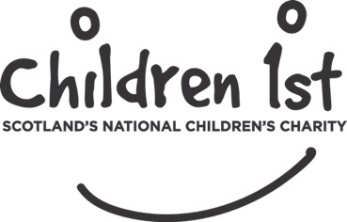 Children 1st
SCOTLAND'S NATIONAL CHILDREN'S CHARITY